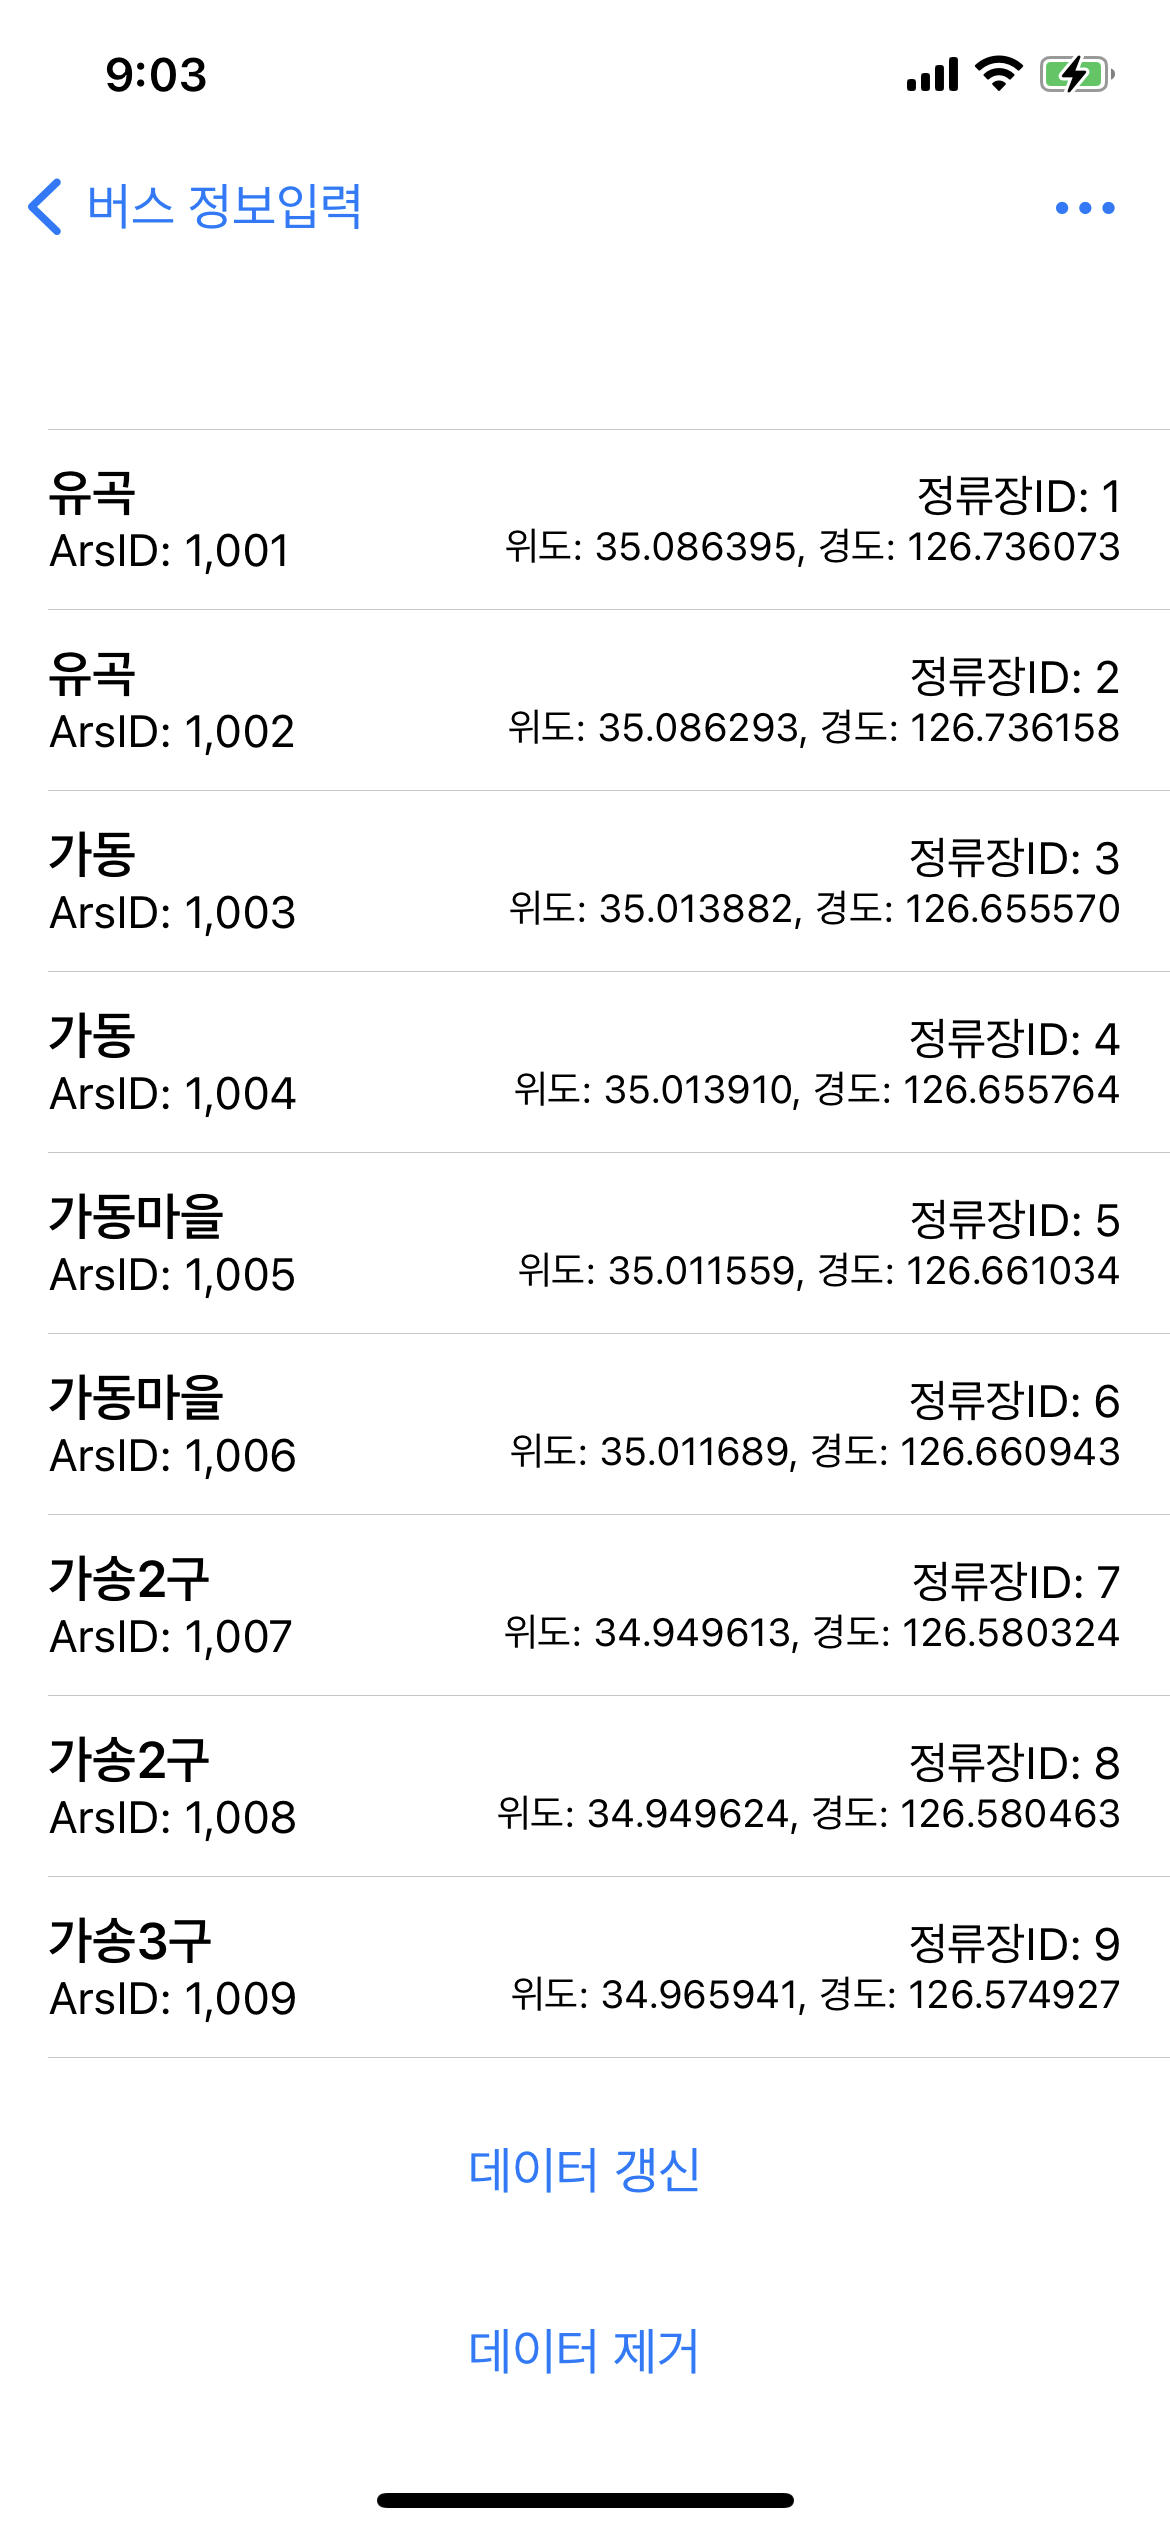 9:03
버스 정보입력
유곡
정류장ID: 1
ArsID: 1,001
위도: 35.086395, 경도: 126.736073
유곡
정류장ID: 2
ArsID: 1,002
위도: 35.086293, 경도: 126.736158
가동
정류장ID: 3
ArsID: 1,003
위도: 35.013882, 경도: 126.655570
가동
정류장ID: 4
ArsID: 1,004
위도: 35.013910, 경도: 126.655764
가동마을
정류장ID: 5
ArsID: 1,005
위도: 35.011559, 경도: 126.661034
가동마을
정류장ID: 6
ArsID: 1,006
위도: 35.011689, 경도: 126.660943
가송2구
정류장ID: 7
ArsID: 1,007
위도: 34.949613, 경도: 126.580324
가송2구
정류장ID: 8
ArsID: 1,008
위도: 34.949624, 경도: 126.580463
가송3구
정류장ID: 9
ArsID: 1,009
위도: 34.965941, 경도: 126.574927
데이터 갱신
데이터 제거